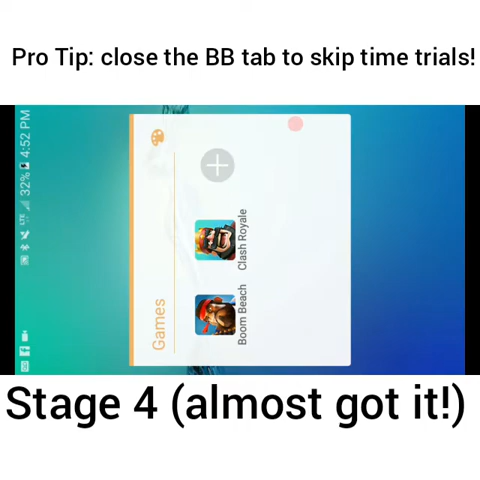 Pro Tip: close the BB tab to skip time trials!
LTE 32% 4:52 PM
Games
Boom Beach
Clash Royale
Stage 4 (almost got it!)